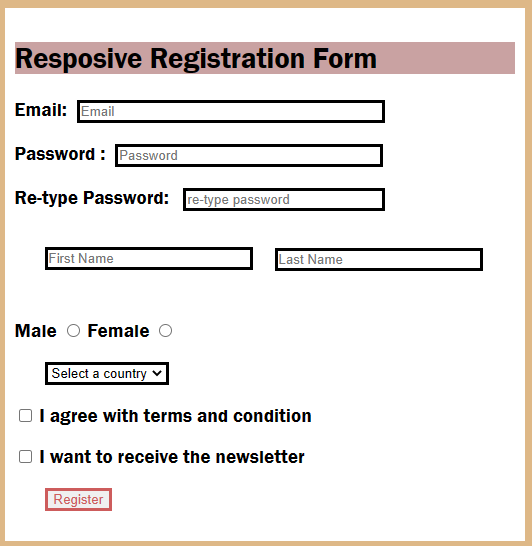 Resposive Registration Form
Email: Email
Password : Password
Re-type Password: re-type password
First Name Last Name
Male Female
Select a country
I agree with terms and condition
I want to receive the newsletter
Register